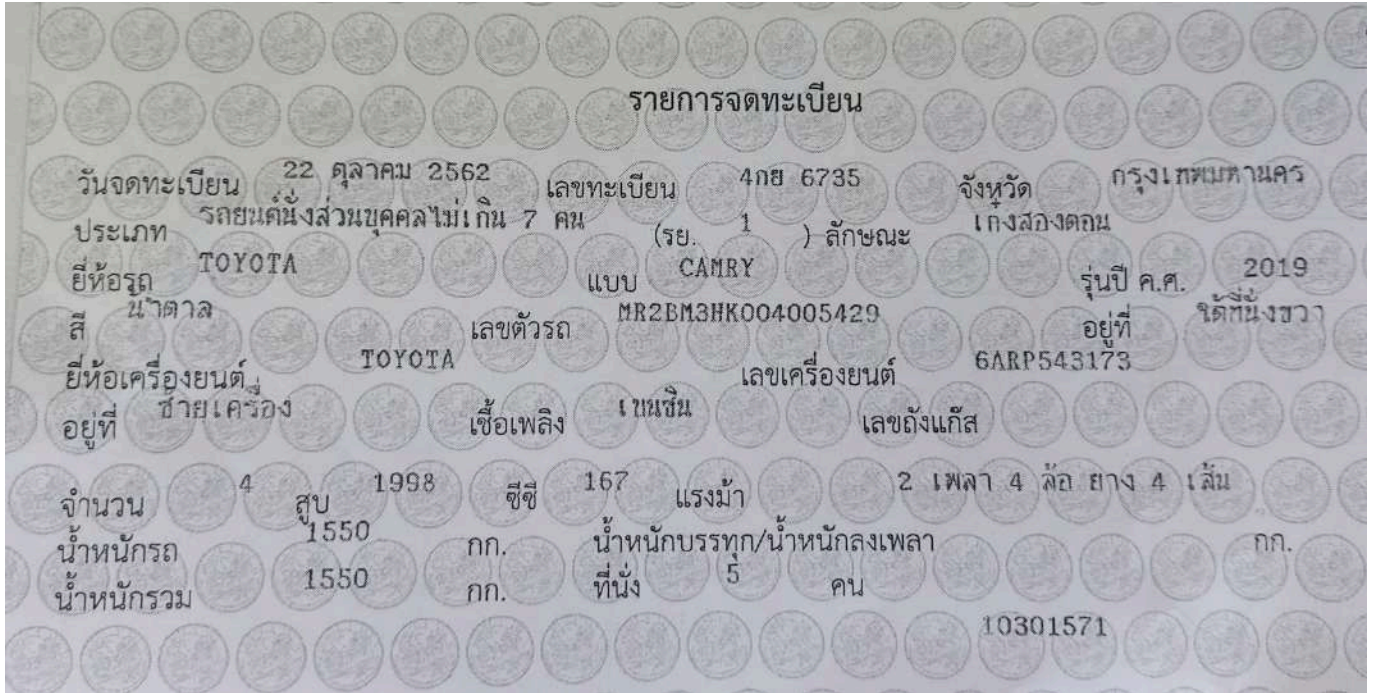 รายการจดทะเบียน
วันจดทะเบียน 22 ตุลาคม 2562 เลขทะเบียน 4กย 6735 จังหวัด กรุงเทพมหานคร
ประเภท รถยนต์นั่งส่วนบุคคลไม่เกิน 7 คน (รย. 1 ) ลักษณะ เก๋งสองตอน
ยี่ห้อรถ TOYOTA แบบ CAMRY รุ่นปี ค.ศ. 2019
สี น้ำตาล เลขตัวรถ MR2BM3HK004005429 อยู่ที่ ใต้ที่นั่งขวา
ยี่ห้อเครื่องยนต์ TOYOTA เลขเครื่องยนต์ 6ARP543173
อยู่ที่ ซ้ายเครื่อง เชื้อเพลิง เบนซิน เลขถังแก๊ส
จำนวน 4 สูบ 1998 ซีซี 167 แรงม้า 2 เพลา 4 ล้อ ยาง 4 เส้น
น้ำหนักรถ 1550 กก. น้ำหนักบรรทุก/น้ำหนักลงเพลา กก.
น้ำหนักรวม 1550 กก. ที่นั่ง 5 คน
10301571